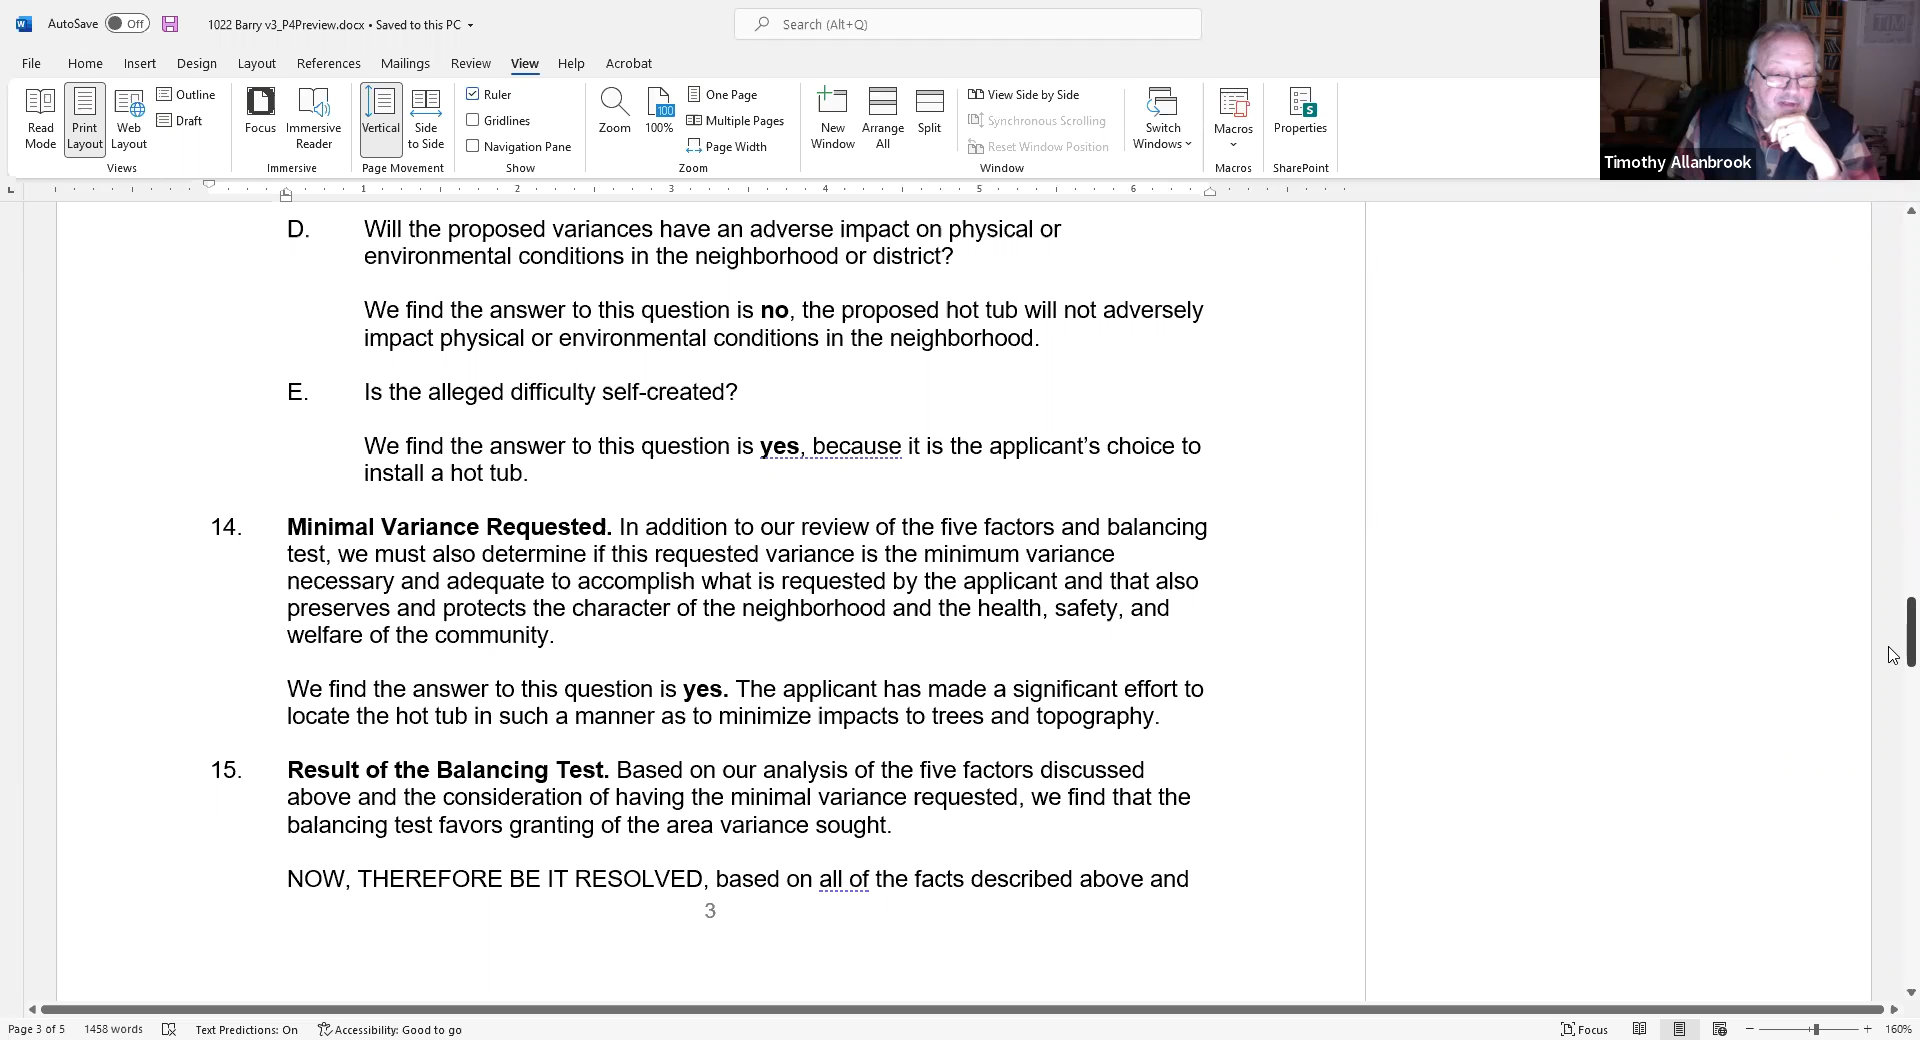 AutoSave Off 1022 Barry v3_P4Preview.docx • Saved to this PC Search (Alt+Q)
TIM
File Home Insert Design Layout References Mailings Review View Help Acrobat
Read Mode Print Layout Web Layout Outline Draft Focus Immersive Reader Vertical Side to Side Ruler Gridlines Navigation Pane Zoom 100 100% One Page Multiple Pages Page Width New Window Arrange All Split View Side by Side Synchronous Scrolling Reset Window Position Switch Windows Macros Properties
Timothy Allanbrook
Views Immersive Page Movement Show Zoom Window Macros SharePoint
1 2 3 4 5 6
D. Will the proposed variances have an adverse impact on physical or
environmental conditions in the neighborhood or district?
We find the answer to this question is no, the proposed hot tub will not adversely
impact physical or environmental conditions in the neighborhood.
E. Is the alleged difficulty self-created?
We find the answer to this question is yes, because it is the applicant’s choice to
install a hot tub.
14. Minimal Variance Requested. In addition to our review of the five factors and balancing
test, we must also determine if this requested variance is the minimum variance
necessary and adequate to accomplish what is requested by the applicant and that also
preserves and protects the character of the neighborhood and the health, safety, and
welfare of the community.
We find the answer to this question is yes. The applicant has made a significant effort to
locate the hot tub in such a manner as to minimize impacts to trees and topography.
15. Result of the Balancing Test. Based on our analysis of the five factors discussed
above and the consideration of having the minimal variance requested, we find that the
balancing test favors granting of the area variance sought.
NOW, THEREFORE BE IT RESOLVED, based on all of the facts described above and
3
Page 3 of 5 1458 words Text Predictions: On Accessibility: Good to go Focus 160%